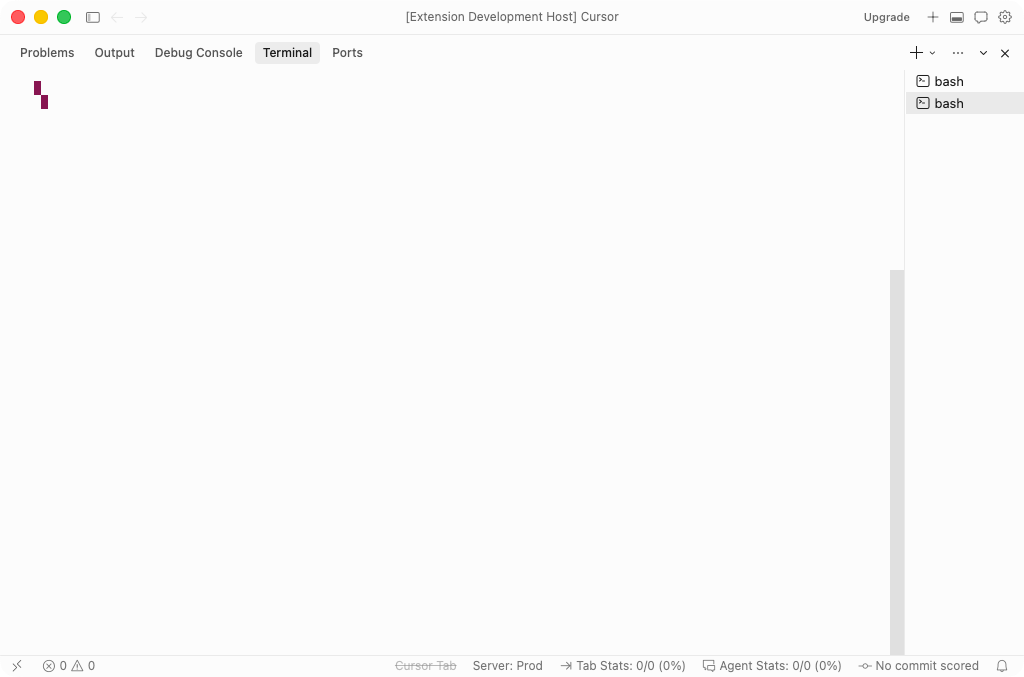 [Extension Development Host] Cursor
Upgrade
Problems Output Debug Console Terminal Ports
bash
bash
0 0 Cursor Tab Server: Prod Tab Stats: 0/0 (0%) Agent Stats: 0/0 (0%) No commit scored